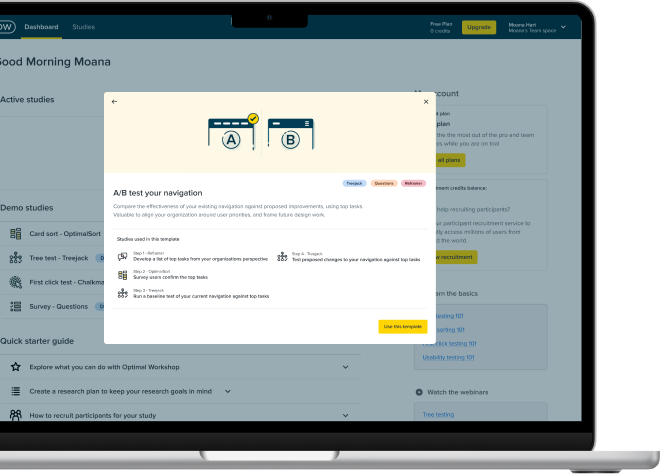 OW Dashboard Studies
Free Plan
0 credits
Upgrade
Moana Hart
Moana's Team space
Good Morning Moana
Active studies
Demo studies
Card sort - OptimalSort
Tree test - Treejack
First click test - Chalkma
Survey - Questions
Quick starter guide
Explore what you can do with Optimal Workshop
Create a research plan to keep your research goals in mind
How to recruit participants for your study
A
B
Treejack Questions Reframer
A/B test your navigation
Compare the effectiveness of your existing navigation against proposed improvements, using top tasks.
Valuable to align your organization around user priorities, and frame future design work.
Studies used in this template
Step 1 - Reframer
Develop a list of top tasks from your organisations perspective
Step 2 - OptimalSort
Survey users confirm the top tasks
Step 3 - Treejack
Run a baseline test of your current navigation against top tasks
Step 4 - Treejack
Test proposed changes to your navigation against top tasks
Use this template
ccount
plan
plan
the most out of the pro and team
es while you are on trial
all plans
ment credits balance:
help recruiting participants?
ur participant recruitment service to
ly access millions of users from
d the world
w recruitment
arn the basics
testing 101
sorting 101
click testing 101
Usability testing 101
Watch the webinars
Tree testing